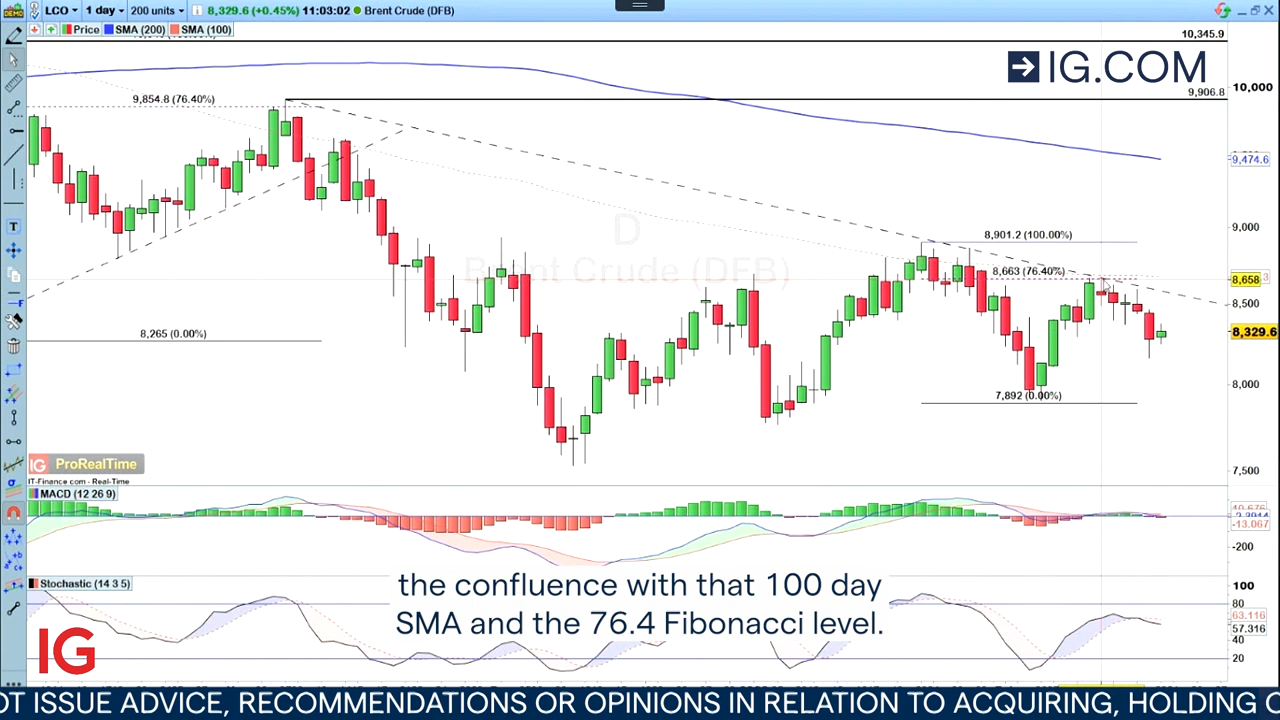 LCO
1 day
200 units
8,329.6 (+0.45%) 11:03:02
Brent Crude (DFB)
DEMO
Price
SMA (200)
SMA (100)
10,345.9
IG.COM
9,906.8
10,000
9,854.8 (76.40%)
9,474.6
D
Brent Crude (DFB)
9,000
8,901.2 (100.00%)
8,663 (76.40%)
8,658
8,500
8,265 (0.00%)
8,329.6
8,000
7,892 (0.00%)
7,500
IG ProRealTime
IT-Finance.com - Real-Time
MACD (12 26 9)
-13.067
-200
Stochastic (14 3 5)
100
80
63.116
57.316
40
20
the confluence with that 100 day
SMA and the 76.4 Fibonacci level.
IG
OT ISSUE ADVICE, RECOMMENDATIONS OR OPINIONS IN RELATION TO ACQUIRING, HOLDING